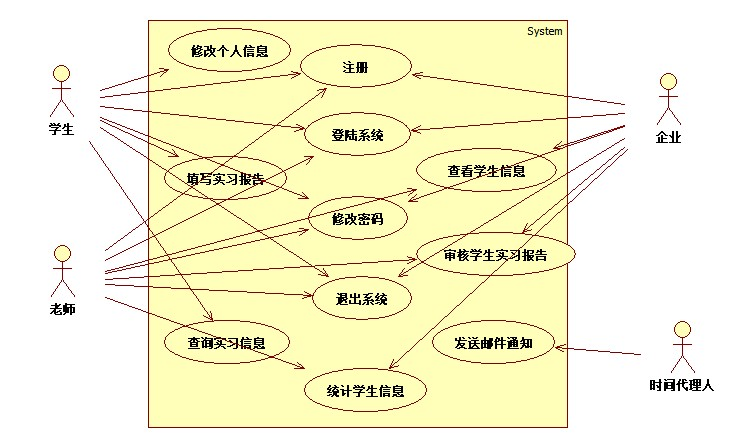 System
修改个人信息
注册
学生
登陆系统
企业
查看学生信息
填写实习报告
修改密码
审核学生实习报告
老师
退出系统
查询实习信息
发送邮件通知
时间代理人
统计学生信息